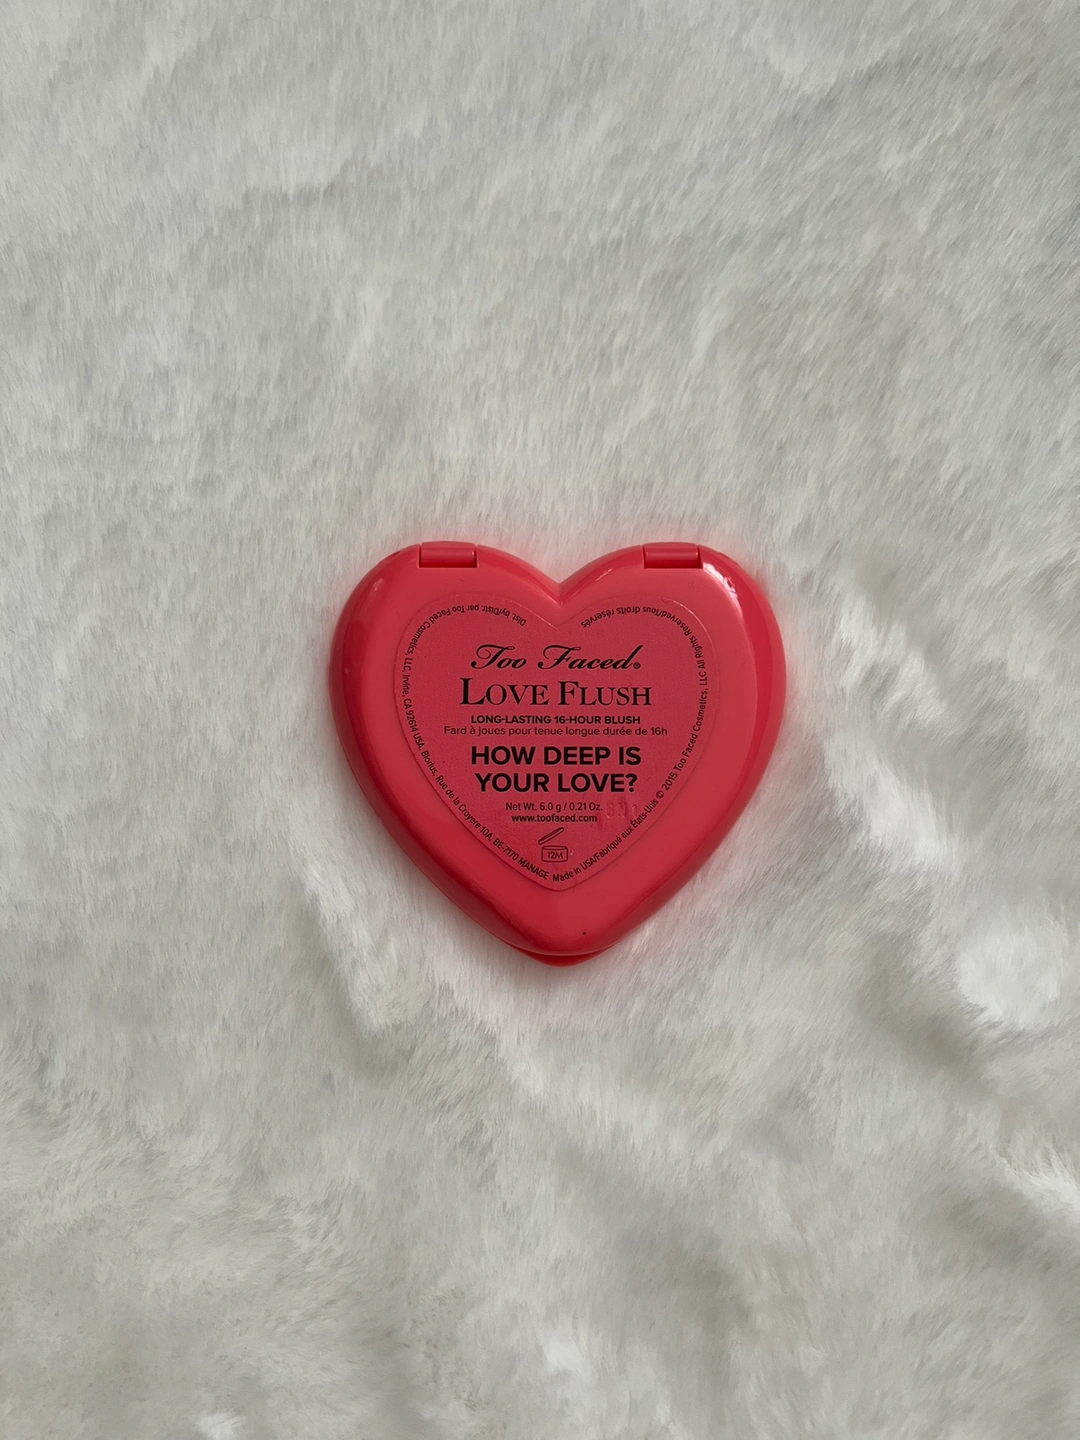 Too Faced®
LOVE FLUSH
LONG-LASTING 16-HOUR BLUSH
Fard à joues pour tenue longue durée de 16h
HOW DEEP IS
YOUR LOVE?
Net Wt. 6.0 g / 0.21 Oz.
www.toofaced.com
12M
Dist. by/Distr. par Too Faced Cosmetics, LLC, Irvine, CA 92614 USA, Biorius, Rue de la Croyere 10A, BE-7170 MANAGE
Made in USA/Fabriqué aux États-Unis © 2015 Too Faced Cosmetics, LLC All Rights Reserved/Tous droits réservés